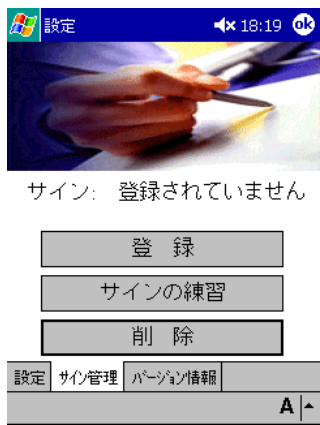 設定 18:19 ok
サイン: 登録されていません
登 録
サインの練習
削 除
設定 サイン管理 バージョン情報
A